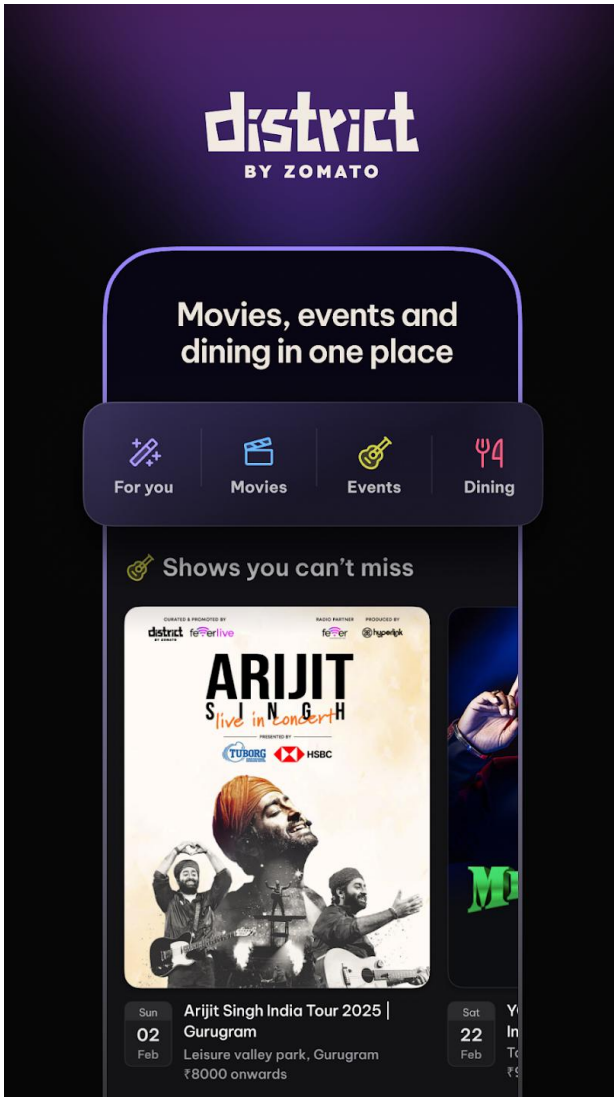 district
BY ZOMATO
Movies, events and
dining in one place
For you
Movies
Events
Dining
Shows you can't miss
CURATED & PROMOTED BY
RADIO PARTNER
PRODUCED BY
district
BY ZOMATO
feverlive
fever
hyperlink
ARIJIT
SINGH
live in concert
PRESENTED BY
TUBORG
HSBC
Sun
02
Feb
Arijit Singh India Tour 2025 |
Gurugram
Leisure valley park, Gurugram
₹8000 onwards
Sat
22
Feb